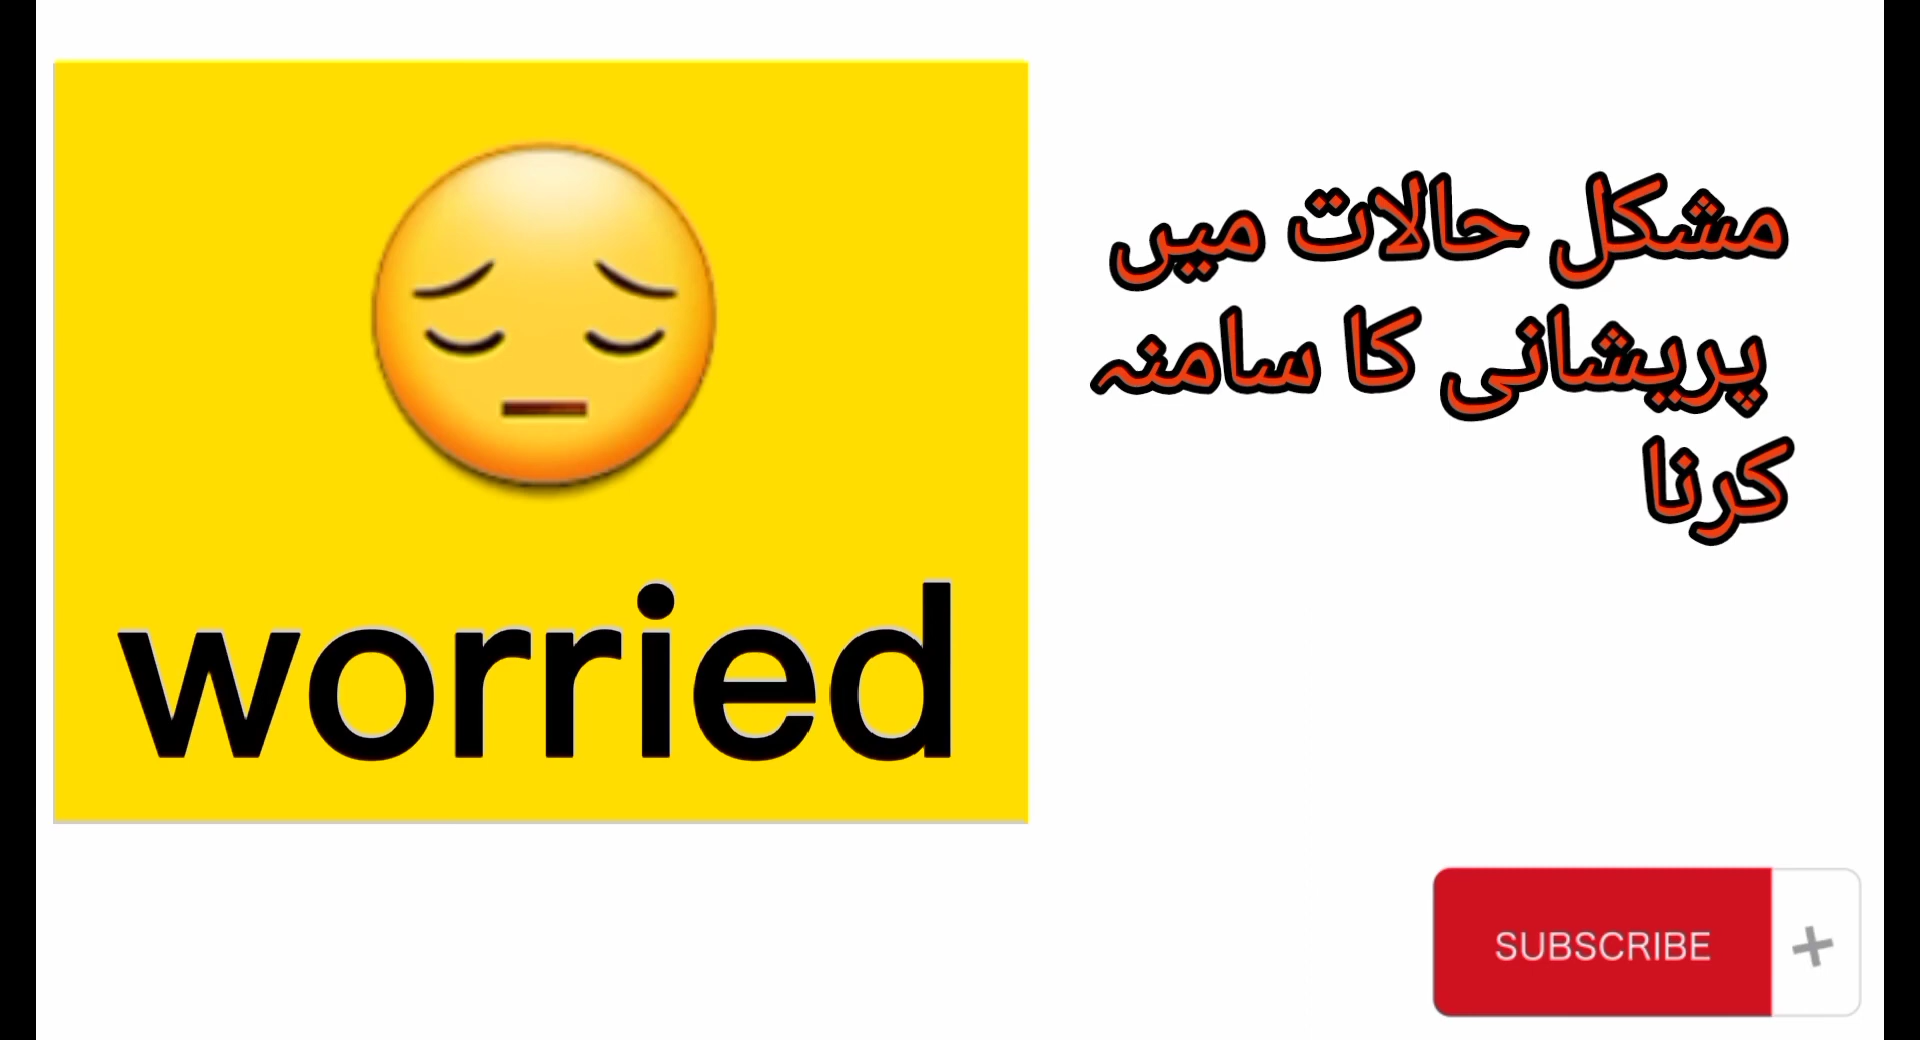 worried
مشکل حالات میں
پریشانی کا سامنہ
کرنا
SUBSCRIBE